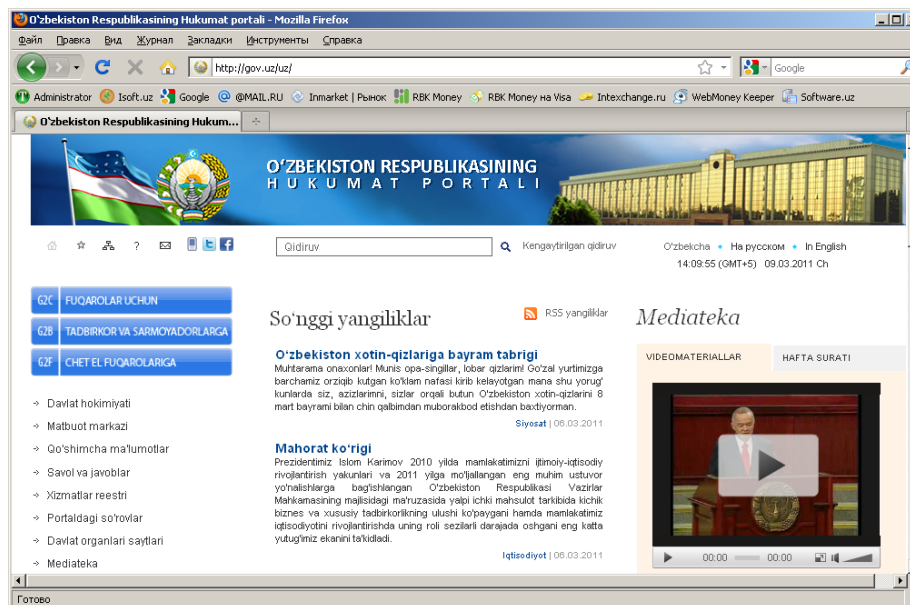 O'zbekiston Respublikasining Hukumat portali - Mozilla Firefox
Файл Правка Вид Журнал Закладки Инструменты Справка
http://gov.uz/uz/ Google
Administrator Isoft.uz Google @MAIL.RU Inmarket | Рынок RBK Money RBK Money на Visa Intexchange.ru WebMoney Keeper Software.uz
O'zbekiston Respublikasining Hukum...
O‘ZBEKISTON RESPUBLIKASINING
HUKUMAT PORTALI
Qidiruv Kengaytirilgan qidiruv O'zbekcha • На русском • In English
14:09:55 (GMT+5) 09.03.2011 Ch
G2C FUQAROLAR UCHUN
G2B TADBIRKOR VA SARMOYADORLARGA
G2F CHET EL FUQAROLARIGA
Davlat hokimiyati
Matbuot markazi
Qo'shimcha ma'lumotlar
Savol va javoblar
Xizmatlar reestri
Portaldagi so'rovlar
Davlat organlari saytlari
Mediateka
So‘nggi yangiliklar RSS yangiliklar
O‘zbekiston xotin-qizlariga bayram tabrigi
Muhtarama onaxonlar! Munis opa-singillar, lobar qizlarim! Go'zal yurtimizga
barchamiz orziqib kutgan ko'klam nafasi kirib kelayotgan mana shu yorug'
kunlarda siz, azizlarimni, sizlar orqali butun O'zbekiston xotin-qizlarini 8
mart bayrami bilan chin qalbimdan muborakbod etishdan baxtiyorman.
Siyosat | 06.03.2011
Mahorat ko‘rigi
Prezidentimiz Islom Karimov 2010 yilda mamlakatimizni ijtimoiy-iqtisodiy
rivojlantirish yakunlari va 2011 yilga mo'ljallangan eng muhim ustuvor
yo'nalishlarga bag'ishlangan O'zbekiston Respublikasi Vazirlar
Mahkamasining majlisidagi ma'ruzasida yalpi ichki mahsulot tarkibida kichik
biznes va xususiy tadbirkorlikning ulushi ko'paygani hamda mamlakatimiz
iqtisodiyotini rivojlantirishda uning roli sezilarli darajada oshgani eng katta
yutug'imiz ekanini ta'kidladi.
Iqtisodiyot | 06.03.2011
Mediateka
VIDEOMATERIALLAR HAFTA SURATI
00:00 00:00
Готово